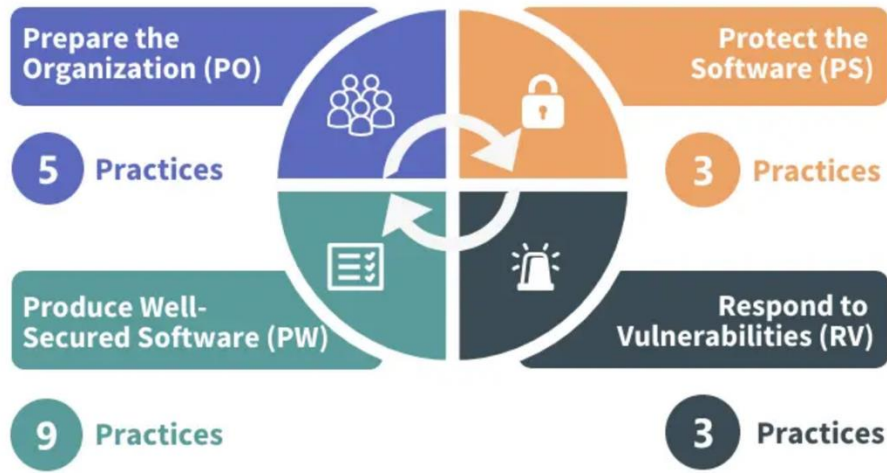 Prepare the
Organization (PO)
5 Practices
Protect the
Software (PS)
3 Practices
Produce Well-
Secured Software (PW)
9 Practices
Respond to
Vulnerabilities (RV)
3 Practices